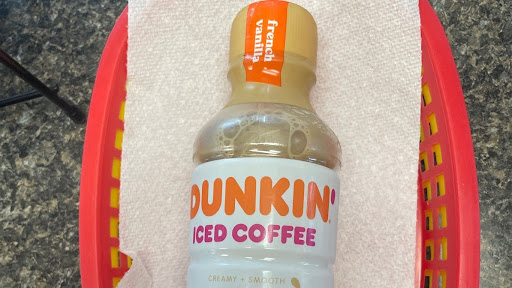 french
vanilla
DUNKIN'
ICED COFFEE
CREAMY + SMOOTH